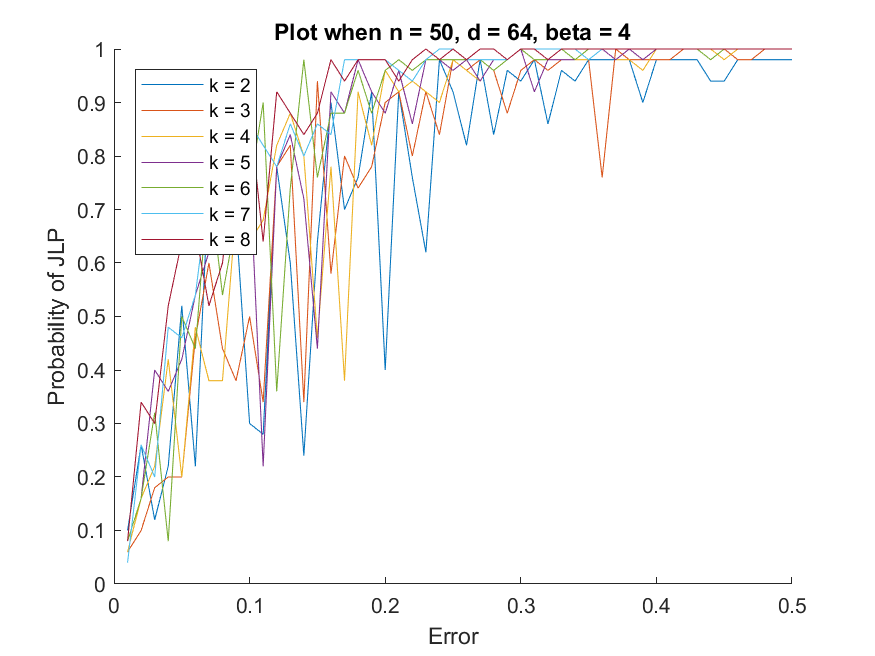 Plot when n = 50, d = 64, beta = 4
1
0.9
0.8
0.7
0.6
0.5
0.4
0.3
0.2
0.1
0
Probability of JLP
k = 2
k = 3
k = 4
k = 5
k = 6
k = 7
k = 8
0 0.1 0.2 0.3 0.4 0.5
Error